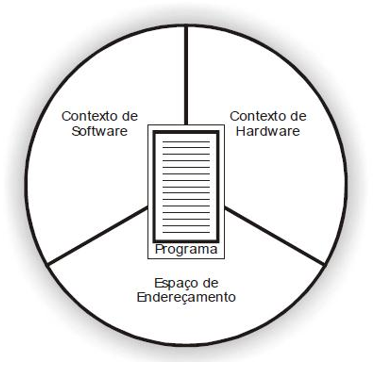 Contexto de
Software
Contexto de
Hardware
Programa
Espaço de
Endereçamento